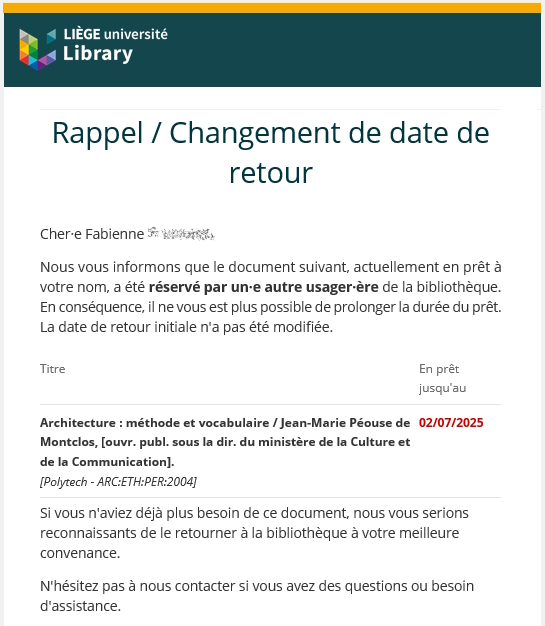 LIÈGE université
Library
Rappel / Changement de date de
retour
Cher·e Fabienne
Nous vous informons que le document suivant, actuellement en prêt à
votre nom, a été réservé par un·e autre usager·ère de la bibliothèque.
En conséquence, il ne vous est plus possible de prolonger la durée du prêt.
La date de retour initiale n'a pas été modifiée.
Titre
En prêt
jusqu'au
Architecture : méthode et vocabulaire / Jean-Marie Péouse de
Montclos, [ouvr. publ. sous la dir. du ministère de la Culture et
de la Communication].
[Polytech - ARC:ETH:PER:2004]
02/07/2025
Si vous n'aviez déjà plus besoin de ce document, nous vous serions
reconnaissants de le retourner à la bibliothèque à votre meilleure
convenance.
N'hésitez pas à nous contacter si vous avez des questions ou besoin
d'assistance.